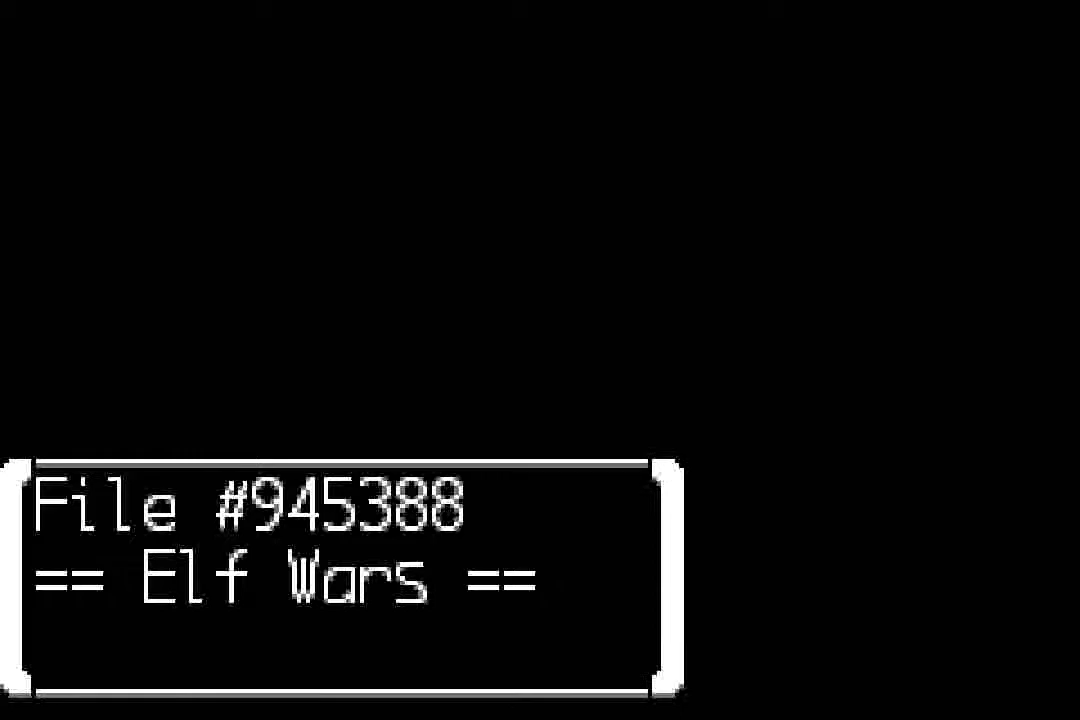 File #945388
== Elf Wars ==